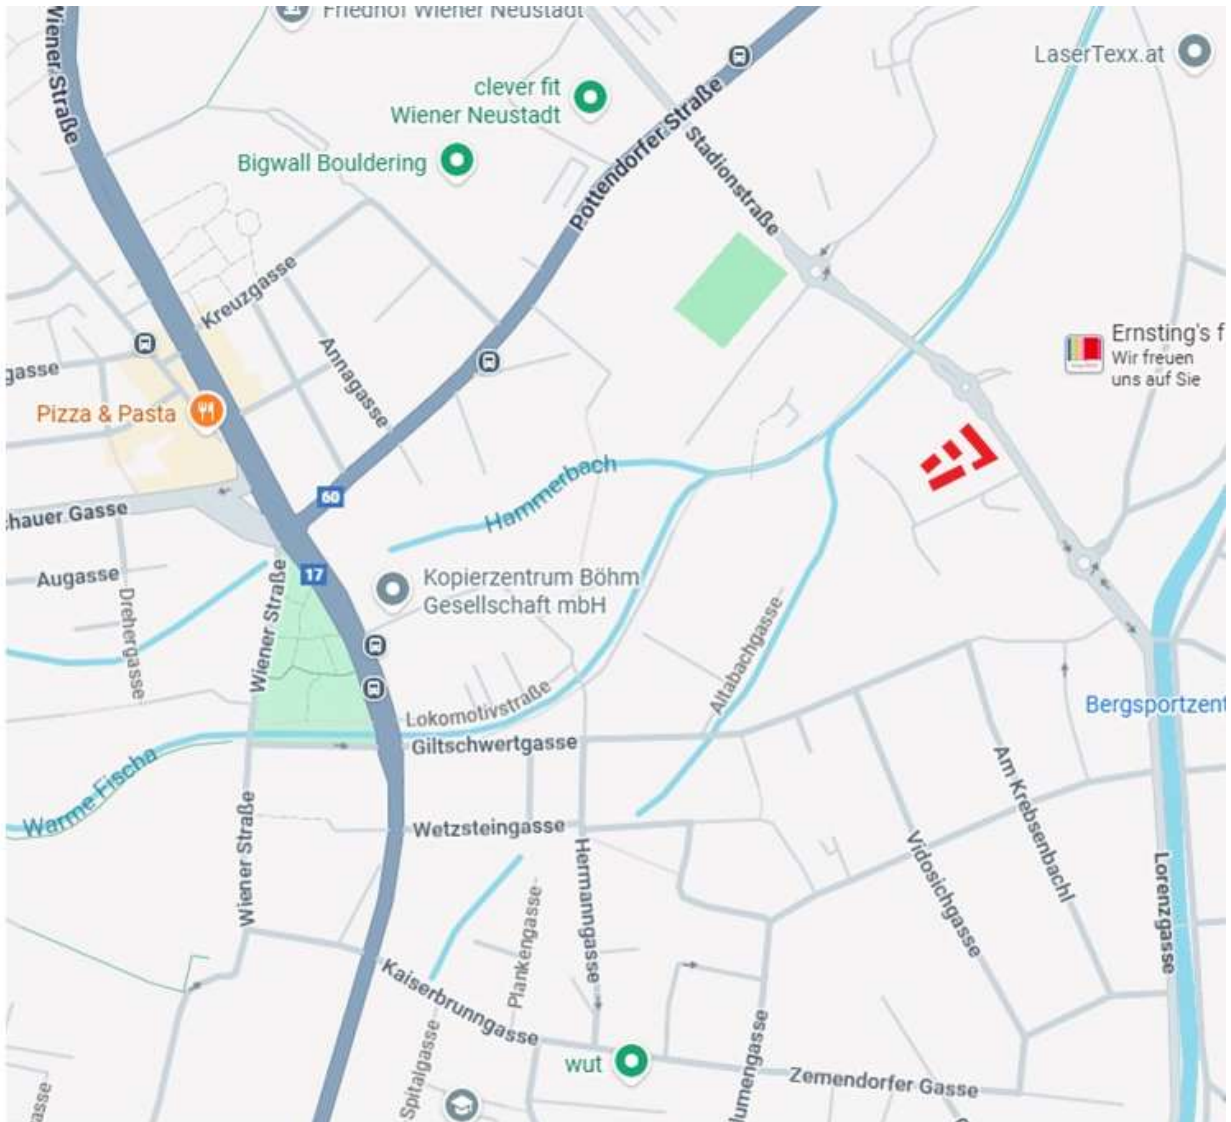 Friedhof Wiener Neustadt
Wiener Straße
LaserTexx.at
clever fit
Wiener Neustadt
Bigwall Bouldering
Pottendorfer Straße
Stadionstraße
Kreuzgasse
Annagasse
gasse
Ernsting's f
Wir freuen
uns auf Sie
Pizza & Pasta
Hammerbach
60
chauer Gasse
17
Augasse
Drehergasse
Wiener Straße
Kopierzentrum Böhm
Gesellschaft mbH
Altabachgasse
Lokomotivstraße
Giltschwertgasse
Bergsportzent
Warme Fischa
Wiener Straße
Wetzsteingasse
Hermanngasse
Plankengasse
Vidosichgasse
Am Krebsenbachl
Lorenzgasse
Kaiserbrunngasse
Spitalgasse
wut
lumengasse
Zemendorfer Gasse
asse